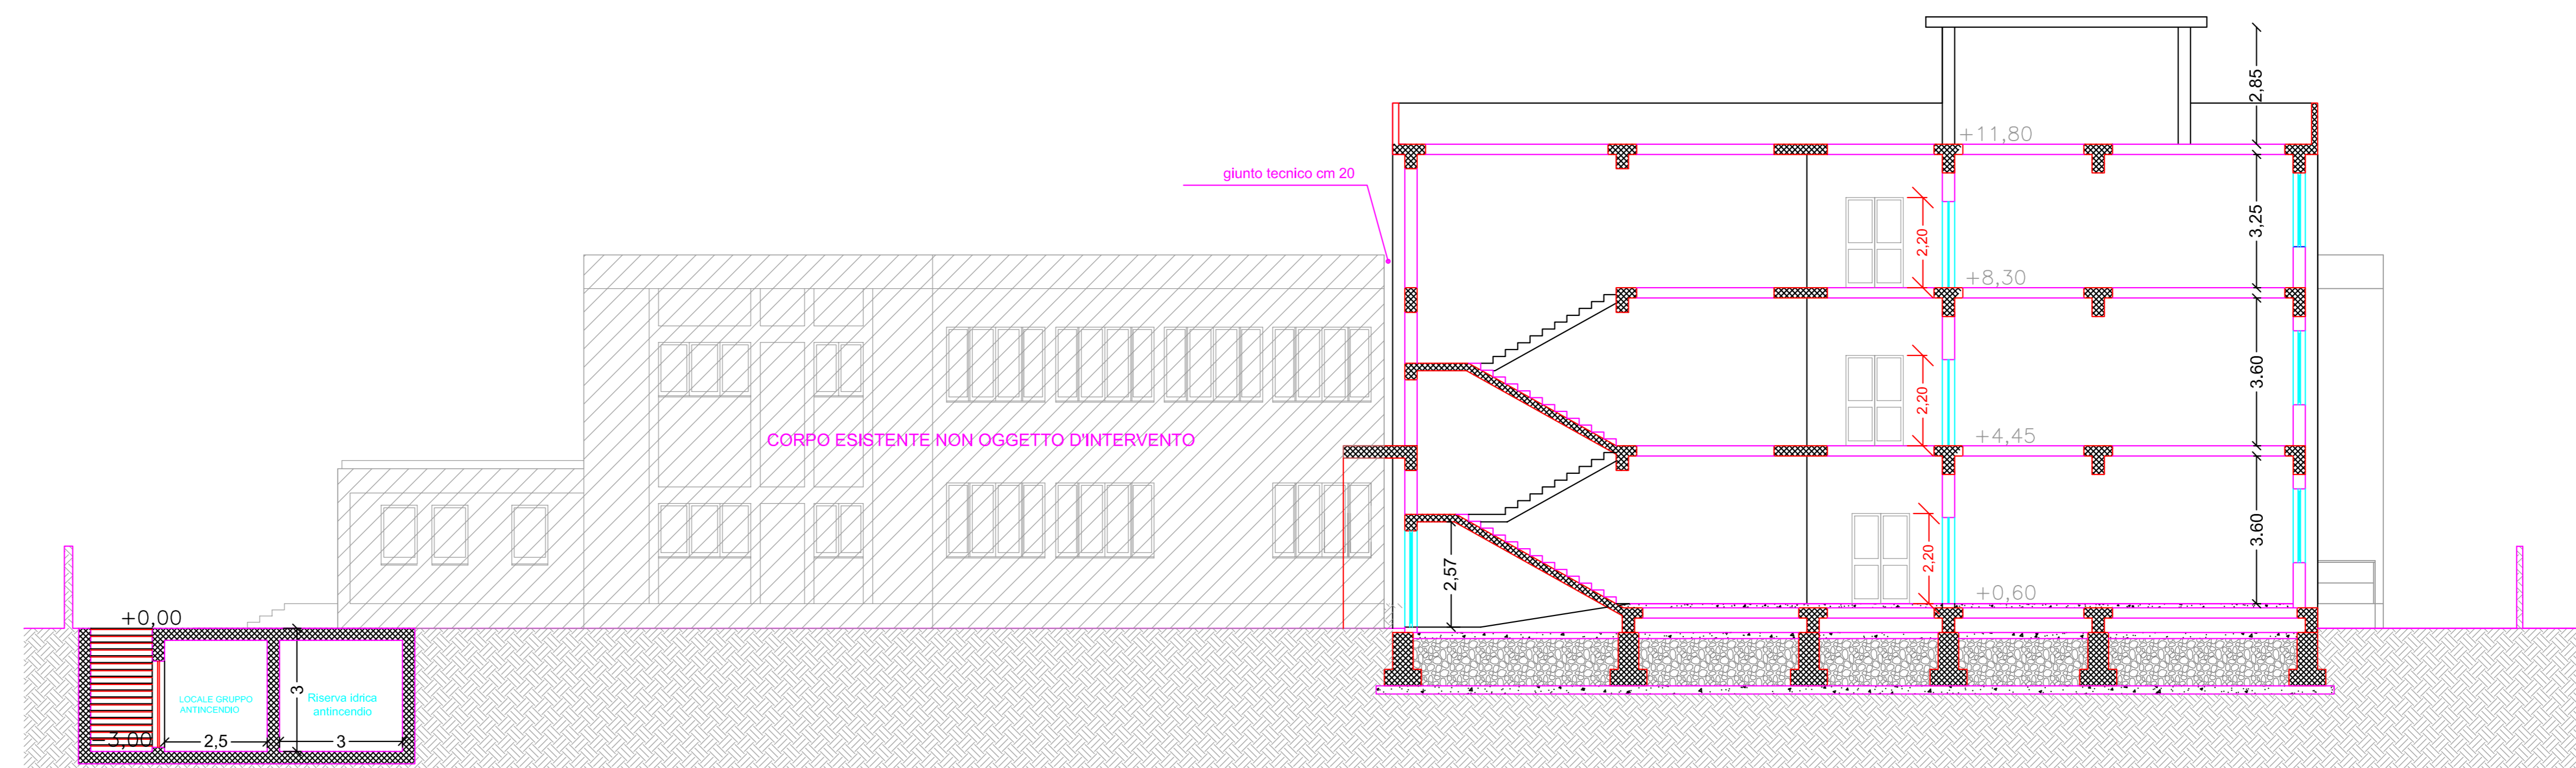 2,85
+11,80
giunto tecnico cm 20
3,25
2,20
+8,30
3.60
2,20
CORPO ESISTENTE NON OGGETTO D'INTERVENTO
+4,45
3.60
2,20
2,57
+0,60
+0,00
LOCALE GRUPPO
ANTINCENDIO
3
Riserva idrica
antincendio
-3,00
2,5
3